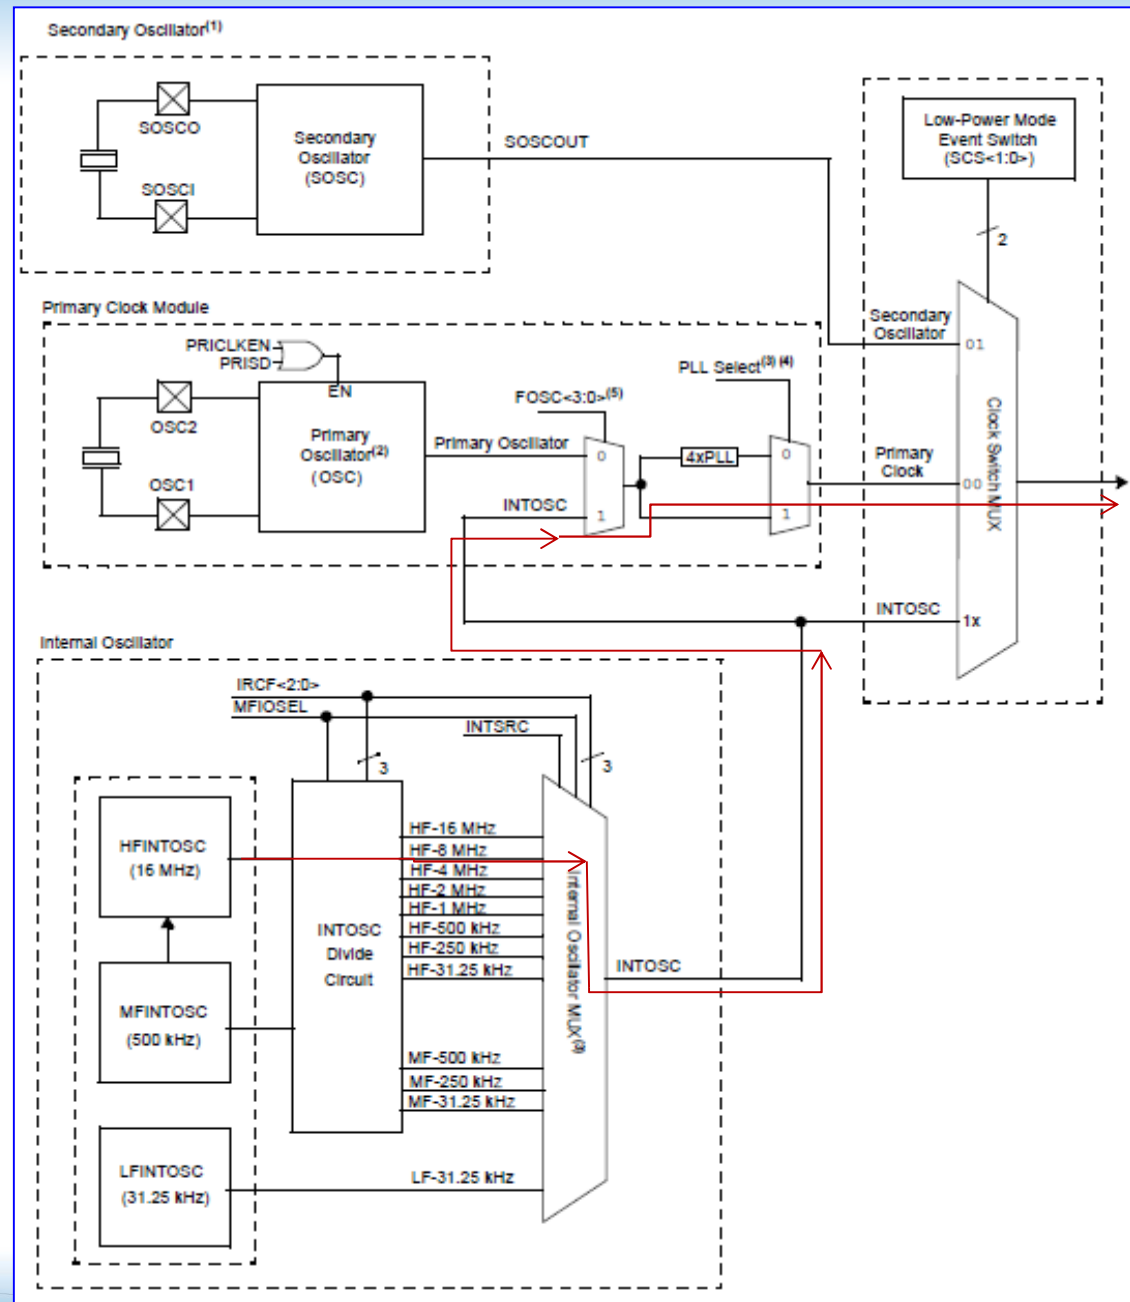 Secondary Oscillator(1)
SOSCO
SOSCI
Secondary
Oscillator
(SOSC)
SOSCOUT
Low-Power Mode
Event Switch
(SCS<1:0>)
2
Primary Clock Module
PRICLKEN
PRISD
EN
OSC2
OSC1
Primary
Oscillator(2)
(OSC)
Primary Oscillator
INTOSC
FOSC<3:0>(5)
0
1
4xPLL
PLL Select(3) (4)
0
1
Secondary
Oscillator
01
Primary
Clock
00
INTOSC
1x
Clock Switch MUX
Internal Oscillator
IRCF<2:0>
MFIOSEL
INTSRC
3
3
HFINTOSC
(16 MHz)
MFINTOSC
(500 kHz)
LFINTOSC
(31.25 kHz)
INTOSC
Divide
Circuit
HF-16 MHz
HF-8 MHz
HF-4 MHz
HF-2 MHz
HF-1 MHz
HF-500 kHz
HF-250 kHz
HF-31.25 kHz
MF-500 kHz
MF-250 kHz
MF-31.25 kHz
LF-31.25 kHz
Internal Oscillator MUX(3)
INTOSC